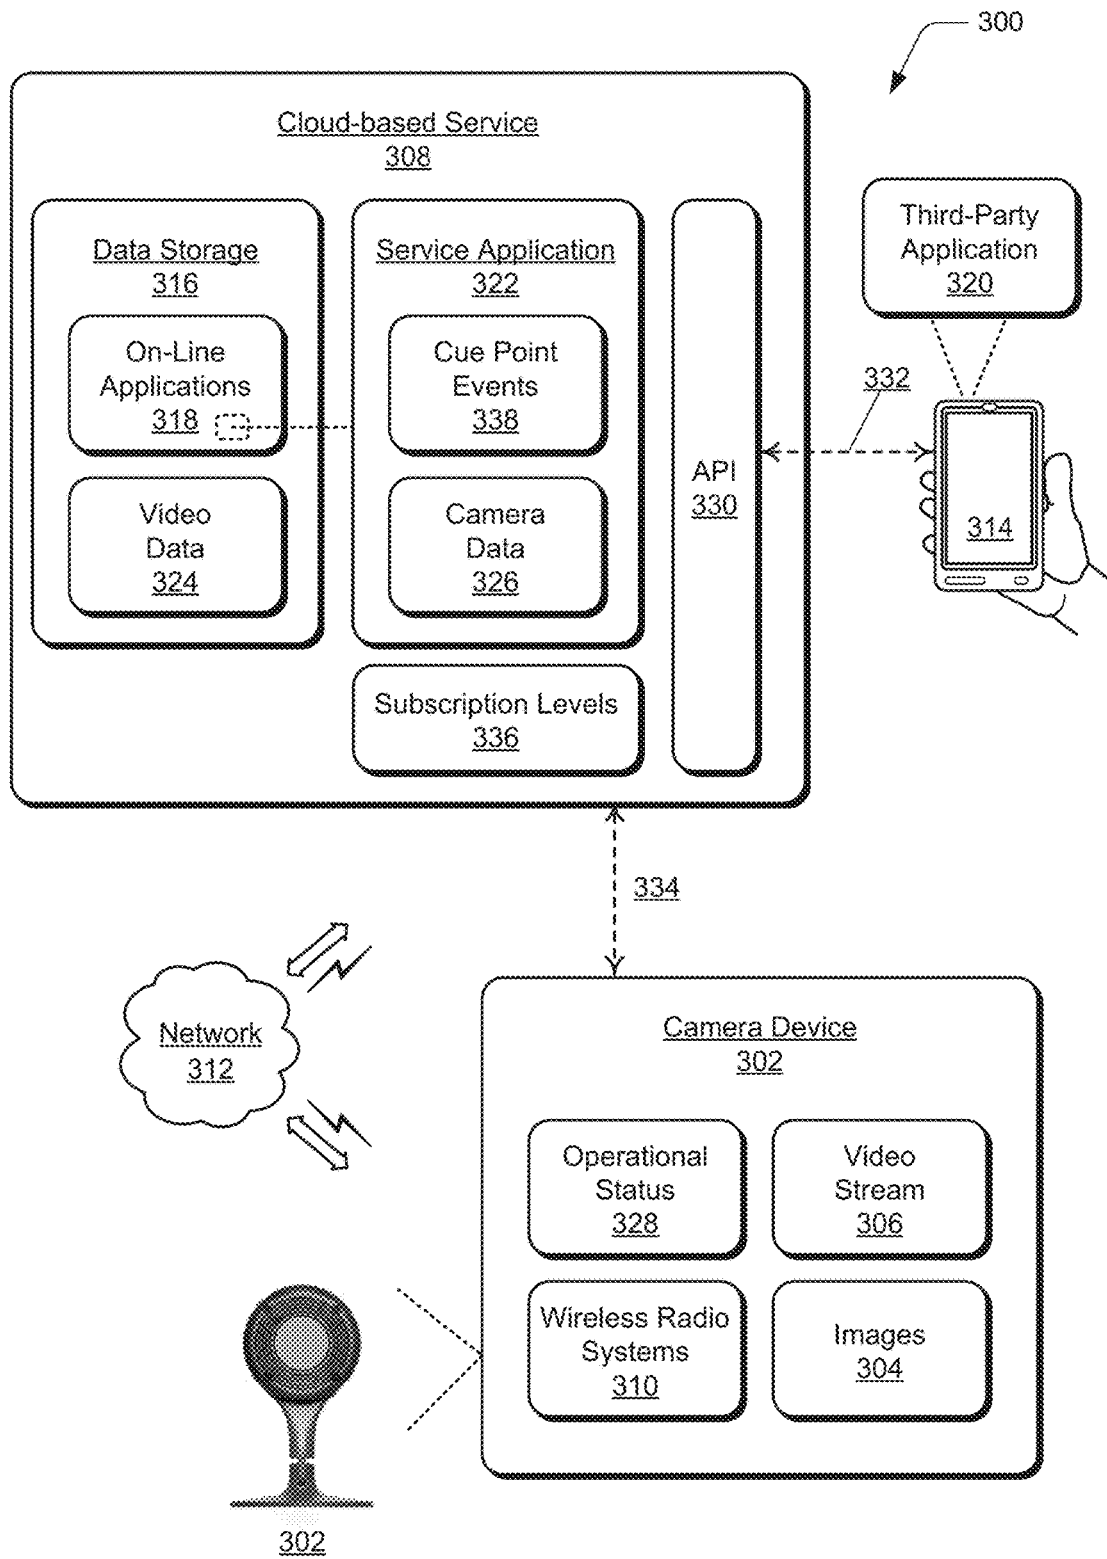 300
Cloud-based Service
308
Data Storage
316
On-Line
Applications
318
Video
Data
324
Service Application
322
Cue Point
Events
338
Camera
Data
326
Subscription Levels
336
API
330
Third-Party
Application
320
332
314
334
Network
312
Camera Device
302
Operational
Status
328
Video
Stream
306
Wireless Radio
Systems
310
Images
304
302